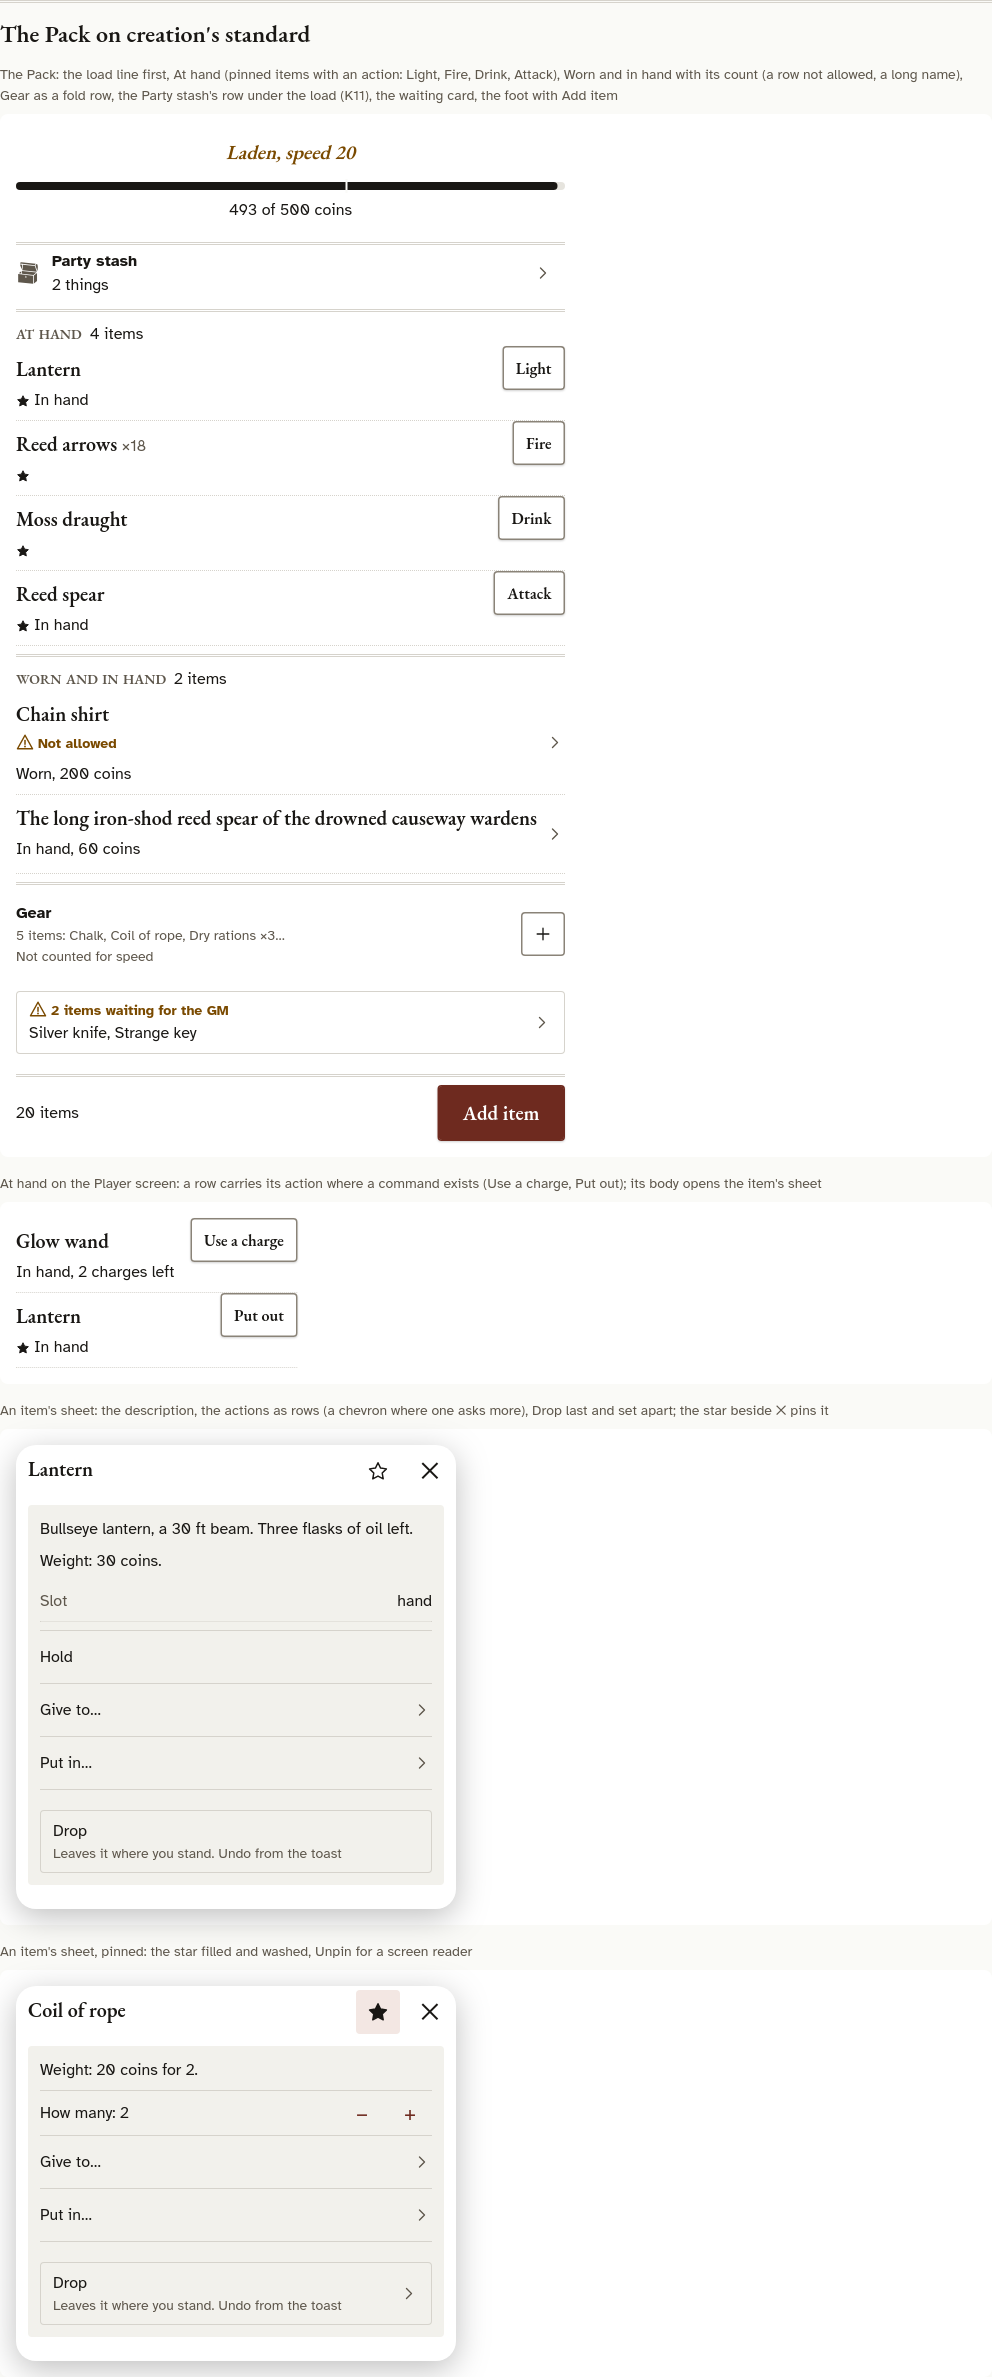 The Pack on creation's standard
The Pack: the load line first, At hand (pinned items with an action: Light, Fire, Drink, Attack), Worn and in hand with its count (a row not allowed, a long name),
Gear as a fold row, the Party stash's row under the load (K11), the waiting card, the foot with Add item
Laden, speed 20
493 of 500 coins
Party stash
2 things
AT HAND 4 items
Lantern
Light
★ In hand
Reed arrows ×18
Fire
★
Moss draught
Drink
★
Reed spear
Attack
★ In hand
WORN AND IN HAND 2 items
Chain shirt
Not allowed
Worn, 200 coins
The long iron-shod reed spear of the drowned causeway wardens
In hand, 60 coins
Gear
5 items: Chalk, Coil of rope, Dry rations ×3…
Not counted for speed
2 items waiting for the GM
Silver knife, Strange key
20 items
Add item
At hand on the Player screen: a row carries its action where a command exists (Use a charge, Put out); its body opens the item's sheet
Glow wand
Use a charge
In hand, 2 charges left
Lantern
Put out
★ In hand
An item's sheet: the description, the actions as rows (a chevron where one asks more), Drop last and set apart; the star beside ✕ pins it
Lantern
Bullseye lantern, a 30 ft beam. Three flasks of oil left.
Weight: 30 coins.
Slot hand
Hold
Give to…
Put in…
Drop
Leaves it where you stand. Undo from the toast
An item's sheet, pinned: the star filled and washed, Unpin for a screen reader
Coil of rope
Weight: 20 coins for 2.
How many: 2 − +
Give to…
Put in…
Drop
Leaves it where you stand. Undo from the toast